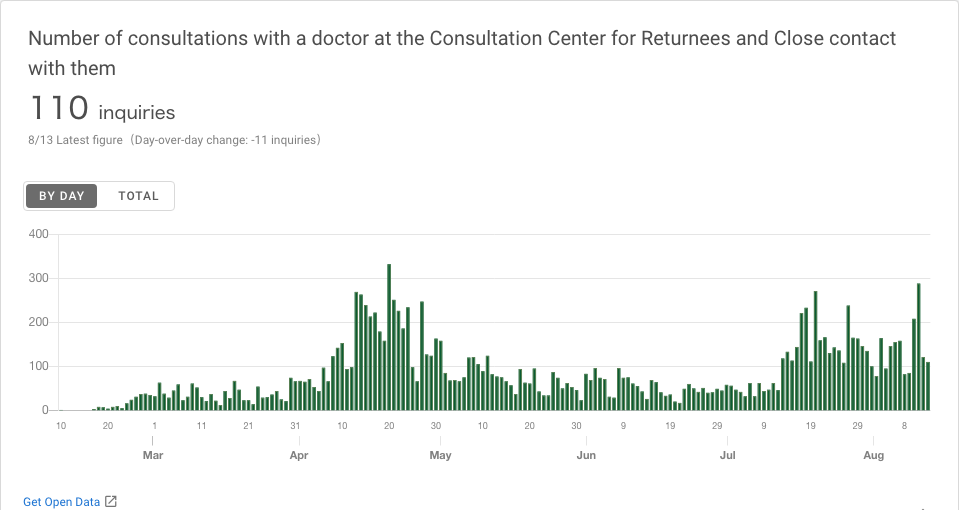 Number of consultations with a doctor at the Consultation Center for Returnees and Close contact
with them
110 inquiries
8/13 Latest figure（Day-over-day change: -11 inquiries）
BY DAY TOTAL
400
300
200
100
0
10 20 1 11 21 31 10 20 30 10 20 30 9 19 29 9 19 29 8
Mar Apr May Jun Jul Aug
Get Open Data